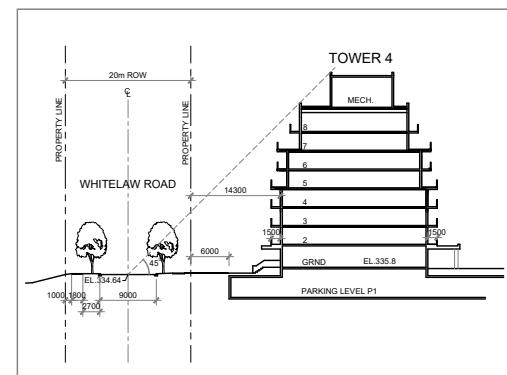 TOWER 4
20m ROW
MECH.
℄
PROPERTY LINE
PROPERTY LINE
8
7
6
WHITELAW ROAD
5
14300
4
3
1500
1500
2
6000
45
GRND
EL.335.8
EL.334.64
PARKING LEVEL P1
1000
1800
9000
2700